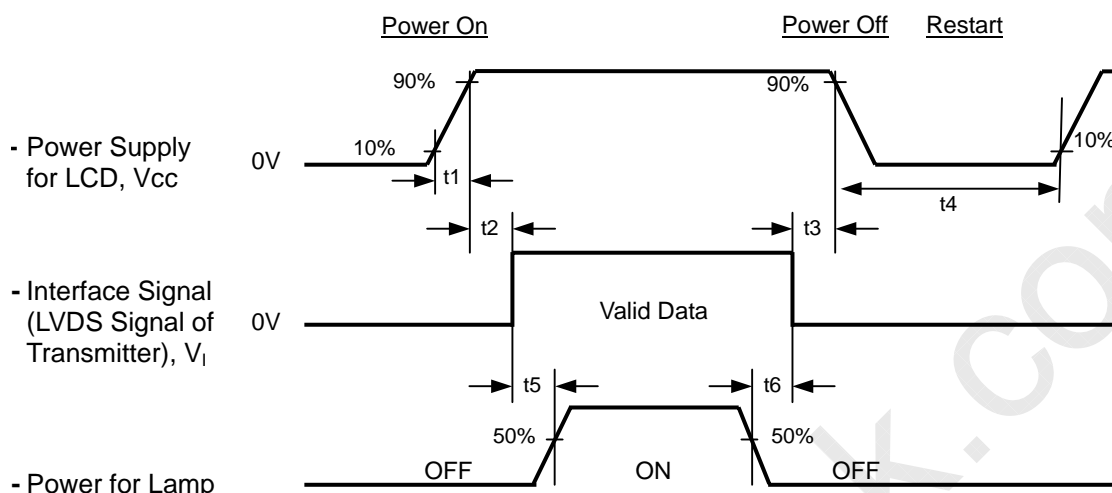 Power On
Power Off
Restart
90%
90%
10%
10%
- Power Supply
for LCD, Vcc
0V
t1
t4
t2
t3
- Interface Signal
(LVDS Signal of
Transmitter), VI
0V
Valid Data
t5
t6
50%
50%
OFF
ON
OFF
- Power for Lamp
k.com